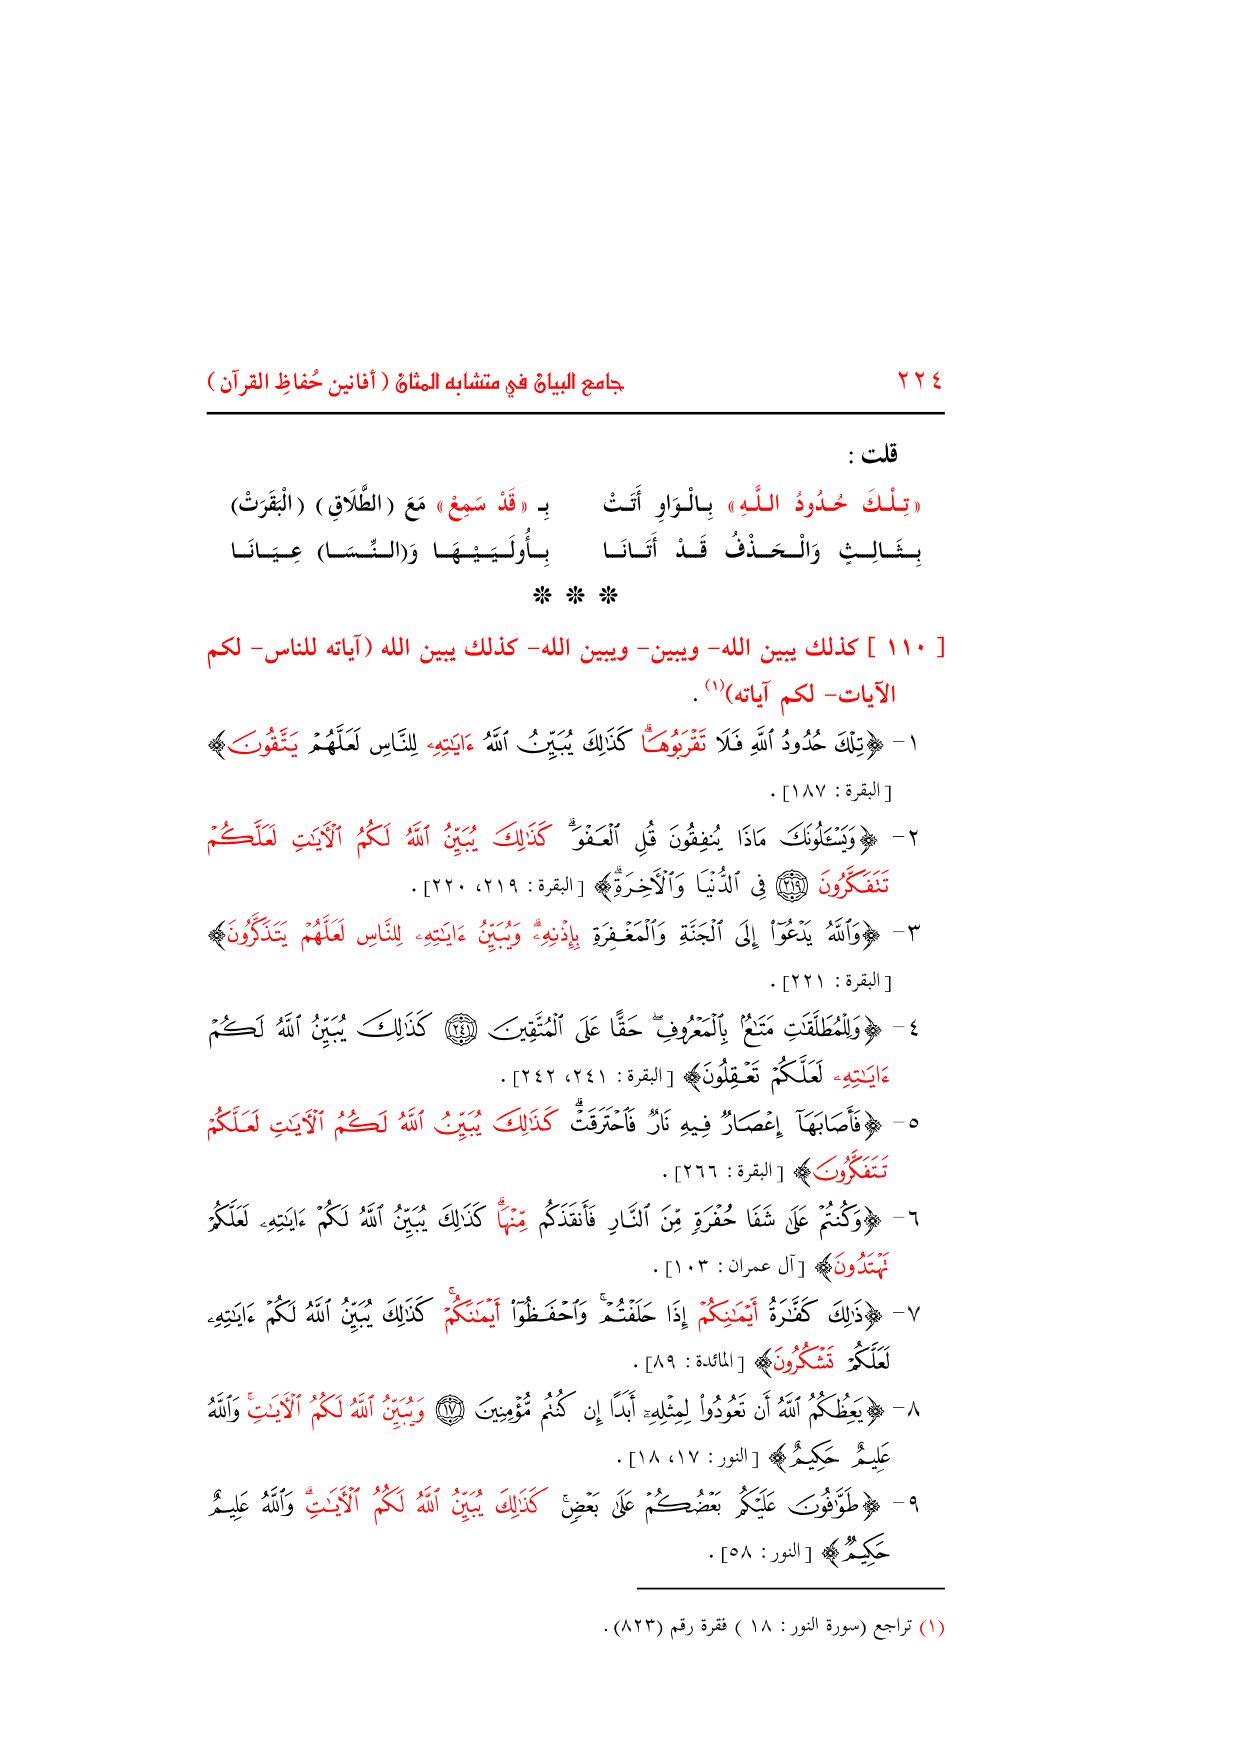 ٢٢٤ جامع البيان في متشابه المثان ( أفانين حُفاظِ القرآن )
قلت :
« تِلْكَ حُدُودُ اللَّهِ » بِالْوَاوِ أَتَتْ بِـ « قَدْ سَمِعْ » مَعَ ( الطَّلَاقِ ) ( الْبَقَرَتْ )
بِثَالِثٍ وَالْحَذْفُ قَدْ أَتَانَا بِأُولَيَيْهَا وَ(النِّسَا) عِيَانَا
❊ ❊ ❊
[ ١١٠ ] كذلك يبين الله- ويبين- ويبين الله- كذلك يبين الله (آياته للناس- لكم
الآيات- لكم آياته)(١) .
١- ﴿تِلْكَ حُدُودُ ٱللَّهِ فَلَا تَقْرَبُوهَاۗ كَذَٰلِكَ يُبَيِّنُ ٱللَّهُ ءَايَـٰتِهِۦ لِلنَّاسِ لَعَلَّهُمْ يَتَّقُونَ﴾
[البقرة : ١٨٧] .
٢- ﴿وَيَسْـَٔلُونَكَ مَاذَا يُنفِقُونَ قُلِ ٱلْعَفْوَۗ كَذَٰلِكَ يُبَيِّنُ ٱللَّهُ لَكُمُ ٱلْـَٔايَـٰتِ لَعَلَّكُمْ
تَتَفَكَّرُونَ ۝٢١٩ فِى ٱلدُّنْيَا وَٱلْـَٔاخِرَةِۗ﴾ [البقرة : ٢١٩، ٢٢٠] .
٣- ﴿وَٱللَّهُ يَدْعُوٓا۟ إِلَى ٱلْجَنَّةِ وَٱلْمَغْفِرَةِ بِإِذْنِهِۦۖ وَيُبَيِّنُ ءَايَـٰتِهِۦ لِلنَّاسِ لَعَلَّهُمْ يَتَذَكَّرُونَ﴾
[البقرة : ٢٢١] .
٤- ﴿وَلِلْمُطَلَّقَـٰتِ مَتَـٰعٌۢ بِٱلْمَعْرُوفِۖ حَقًّا عَلَى ٱلْمُتَّقِينَ ۝٢٤١ كَذَٰلِكَ يُبَيِّنُ ٱللَّهُ لَكُمْ
ءَايَـٰتِهِۦ لَعَلَّكُمْ تَعْقِلُونَ﴾ [البقرة : ٢٤١، ٢٤٢] .
٥- ﴿فَأَصَابَهَآ إِعْصَارٌ فِيهِ نَارٌ فَٱحْتَرَقَتْۗ كَذَٰلِكَ يُبَيِّنُ ٱللَّهُ لَكُمُ ٱلْـَٔايَـٰتِ لَعَلَّكُمْ
تَتَفَكَّرُونَ﴾ [البقرة : ٢٦٦] .
٦- ﴿وَكُنتُمْ عَلَىٰ شَفَا حُفْرَةٍ مِّنَ ٱلنَّارِ فَأَنقَذَكُم مِّنْهَاۗ كَذَٰلِكَ يُبَيِّنُ ٱللَّهُ لَكُمْ ءَايَـٰتِهِۦ لَعَلَّكُمْ
تَهْتَدُونَ﴾ [آل عمران : ١٠٣] .
٧- ﴿ذَٰلِكَ كَفَّـٰرَةُ أَيْمَـٰنِكُمْ إِذَا حَلَفْتُمْۚ وَٱحْفَظُوٓا۟ أَيْمَـٰنَكُمْۚ كَذَٰلِكَ يُبَيِّنُ ٱللَّهُ لَكُمْ ءَايَـٰتِهِۦ
لَعَلَّكُمْ تَشْكُرُونَ﴾ [المائدة : ٨٩] .
٨- ﴿يَعِظُكُمُ ٱللَّهُ أَن تَعُودُوا۟ لِمِثْلِهِۦٓ أَبَدًا إِن كُنتُم مُّؤْمِنِينَ ۝١٧ وَيُبَيِّنُ ٱللَّهُ لَكُمُ ٱلْـَٔايَـٰتِۚ وَٱللَّهُ
عَلِيمٌ حَكِيمٌ﴾ [النور : ١٧، ١٨] .
٩- ﴿طَوَّٰفُونَ عَلَيْكُم بَعْضُكُمْ عَلَىٰ بَعْضٍۚ كَذَٰلِكَ يُبَيِّنُ ٱللَّهُ لَكُمُ ٱلْـَٔايَـٰتِۗ وَٱللَّهُ عَلِيمٌ
حَكِيمٌ﴾ [النور : ٥٨] .
(١) تراجع (سورة النور : ١٨ ) فقرة رقم (٨٢٣) .